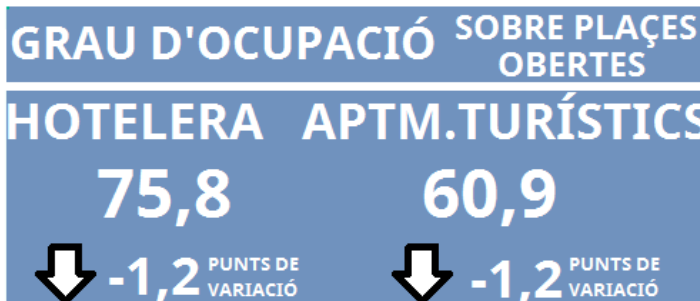 GRAU D'OCUPACIÓ SOBRE PLAÇES
OBERTES
HOTELERA APTM.TURÍSTICS
75,8 60,9
-1,2 PUNTS DE VARIACIÓ -1,2 PUNTS DE VARIACIÓ